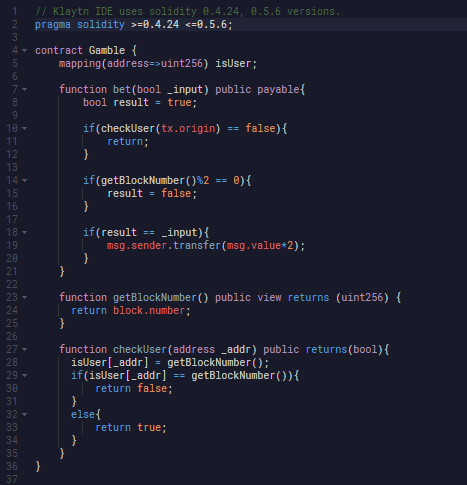 1 // Klaytn IDE uses solidity 0.4.24, 0.5.6 versions.
2 pragma solidity >=0.4.24 <=0.5.6;
3
4 contract Gamble {
5     mapping(address=>uint256) isUser;
6
7     function bet(bool _input) public payable{
8         bool result = true;
9
10         if(checkUser(tx.origin) == false){
11             return;
12         }
13
14         if(getBlockNumber()%2 == 0){
15             result = false;
16         }
17
18         if(result == _input){
19             msg.sender.transfer(msg.value*2);
20         }
21     }
22
23     function getBlockNumber() public view returns (uint256) {
24       return block.number;
25     }
26
27     function checkUser(address _addr) public returns(bool){
28       isUser[_addr] = getBlockNumber();
29       if(isUser[_addr] == getBlockNumber()){
30           return false;
31       }
32       else{
33           return true;
34       }
35     }
36 }
37